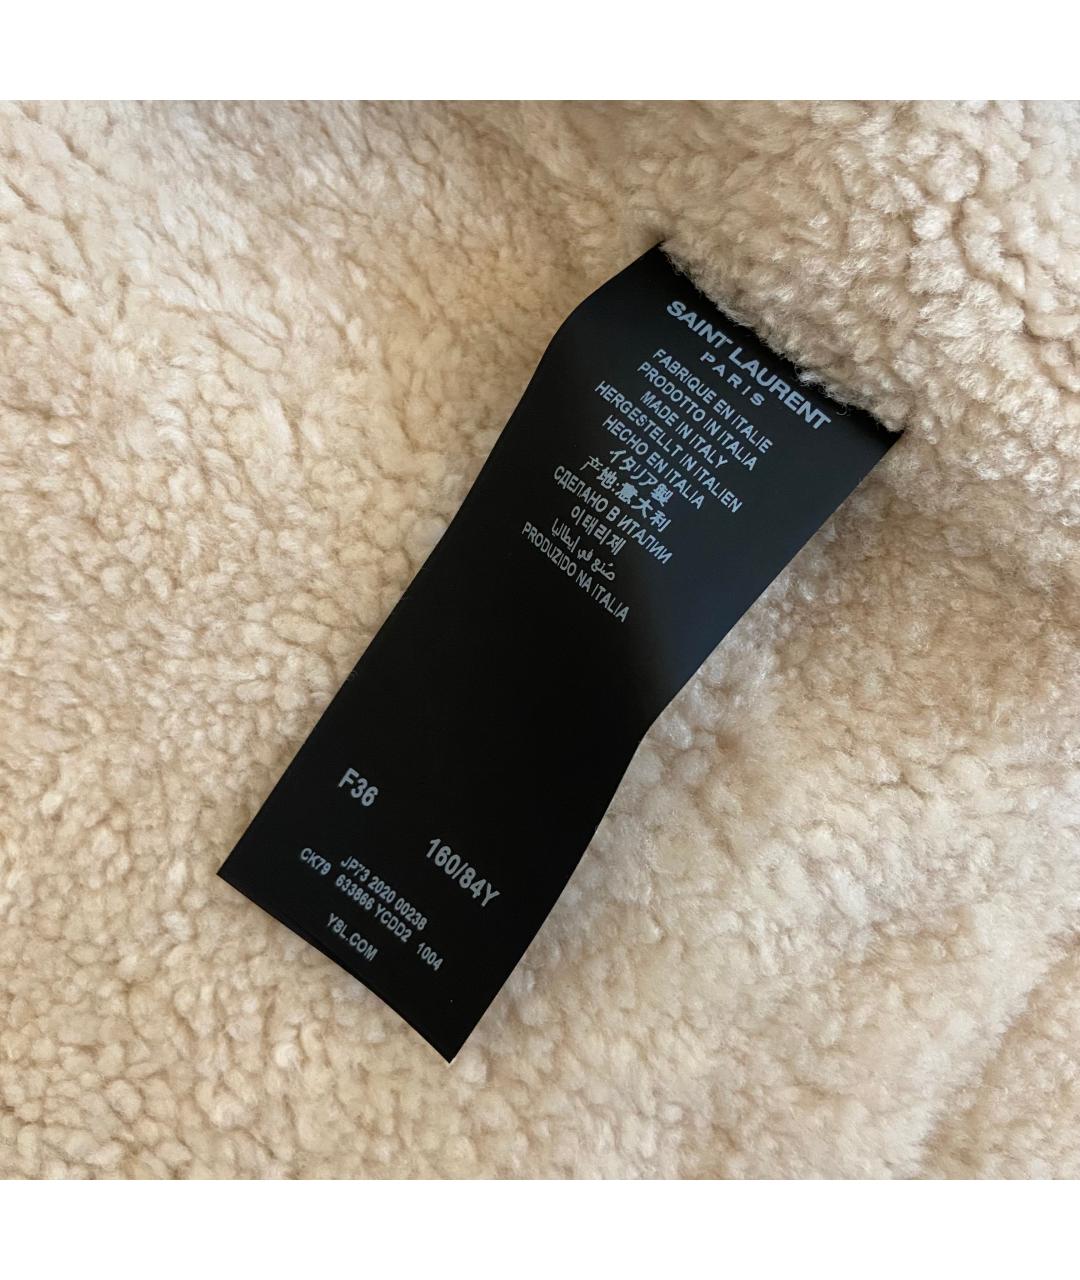 SAINT LAURENT
PARIS
FABRIQUE EN ITALIE
PRODOTTO IN ITALIA
MADE IN ITALY
HERGESTELLT IN ITALIEN
HECHO EN ITALIA
イタリア製
产地:意大利
СДЕЛАНО В ИТАЛИИ
이태리제
صُنع في إيطاليا
PRODUZIDO NA ITALIA
F36
160/84Y
JP73 2020 00238
CK79 633866 YCDD2 1004
YSL.COM